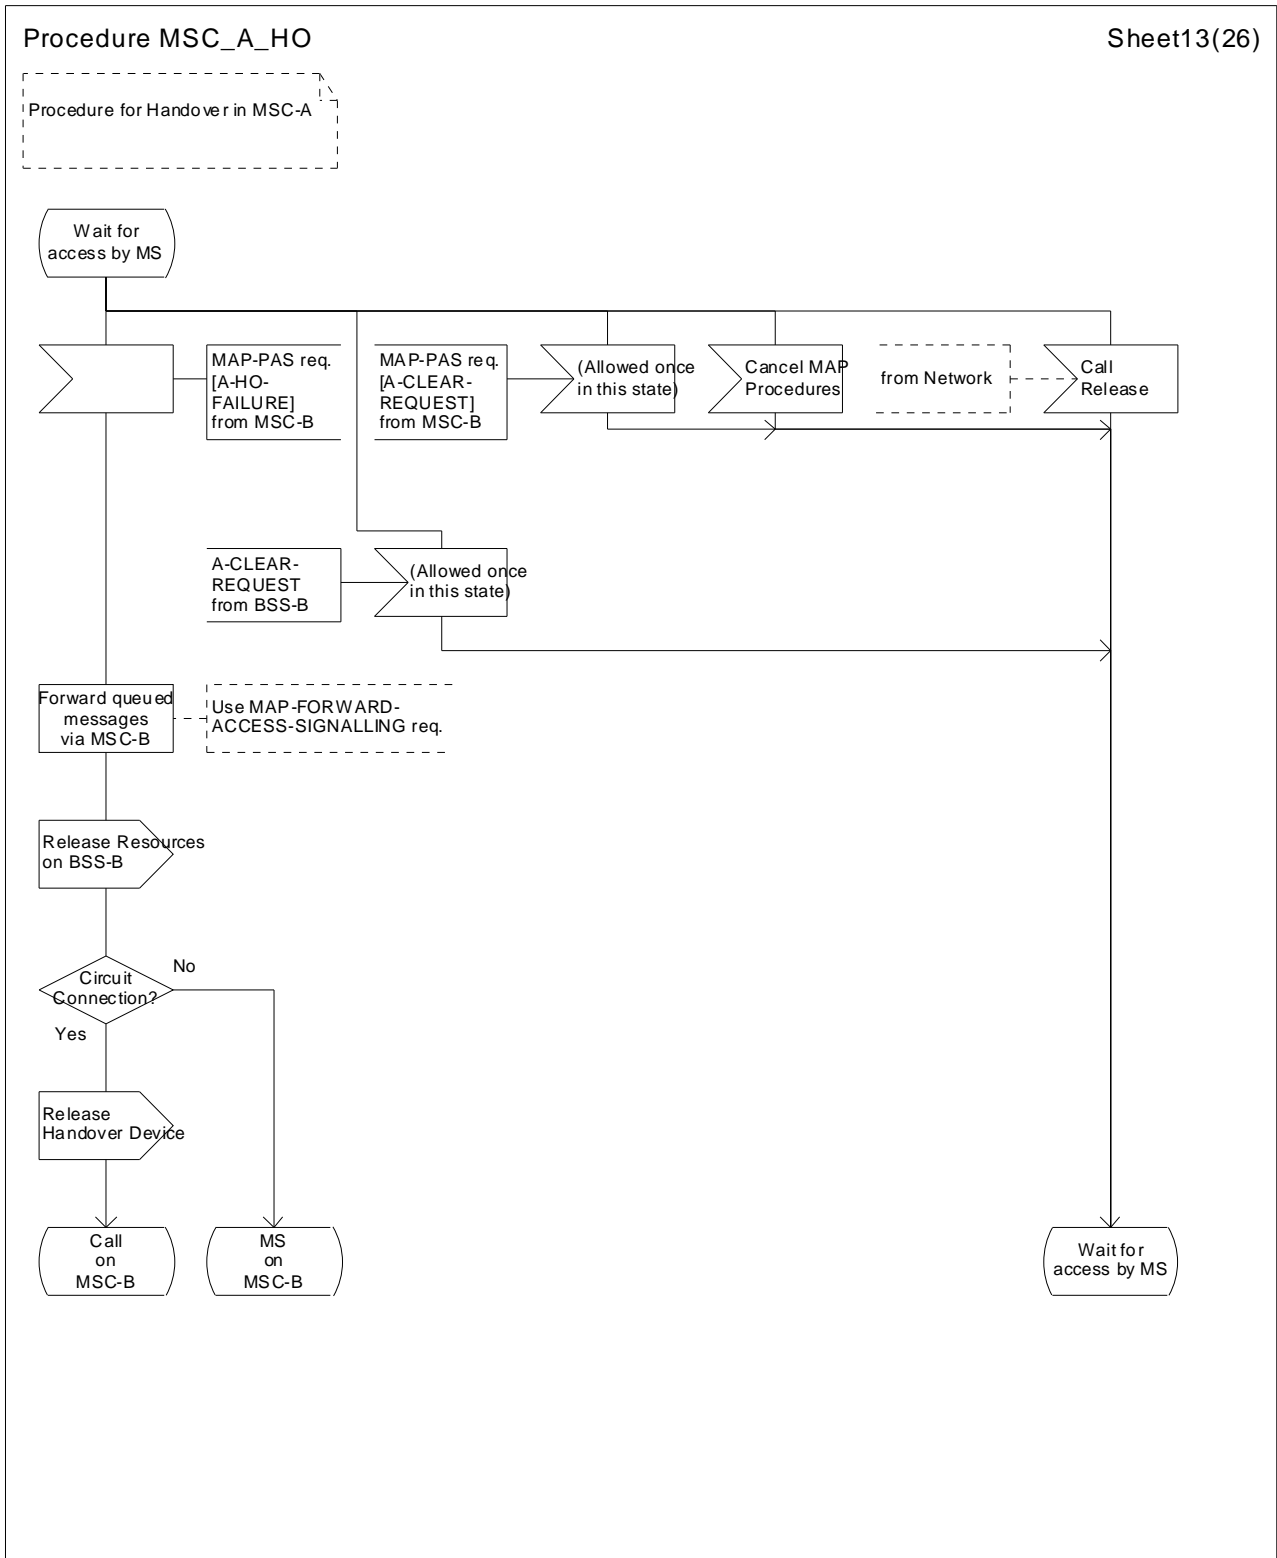 Procedure MSC_A_HO
Sheet13(26)
Procedure for Handover in MSC-A
Wait for
access by MS
MAP-PAS req.
[A-HO-
FAILURE]
from MSC-B
MAP-PAS req.
[A-CLEAR-
REQUEST]
from MSC-B
(Allowed once
in this state)
Cancel MAP
Procedures
from Network
Call
Release
A-CLEAR-
REQUEST
from BSS-B
(Allowed once
in this state)
Forward queued
messages
via MSC-B
Use MAP-FORWARD-
ACCESS-SIGNALLING req.
Release Resources
on BSS-B
Circuit
Connection?
No
Yes
Release
Handover Device
Call
on
MSC-B
MS
on
MSC-B
Wait for
access by MS